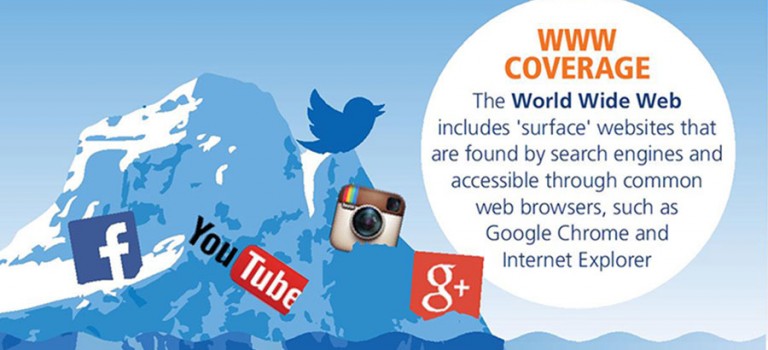 WWW
COVERAGE
The World Wide Web
includes 'surface' websites that
are found by search engines and
accessible through common
web browsers, such as
Google Chrome and
Internet Explorer
f
You
Tube
g+